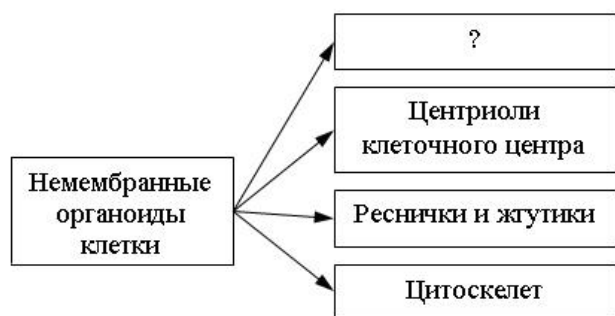 ?
Центриоли
клеточного центра
Немембранные
органоиды
клетки
Реснички и жгутики
Цитоскелет